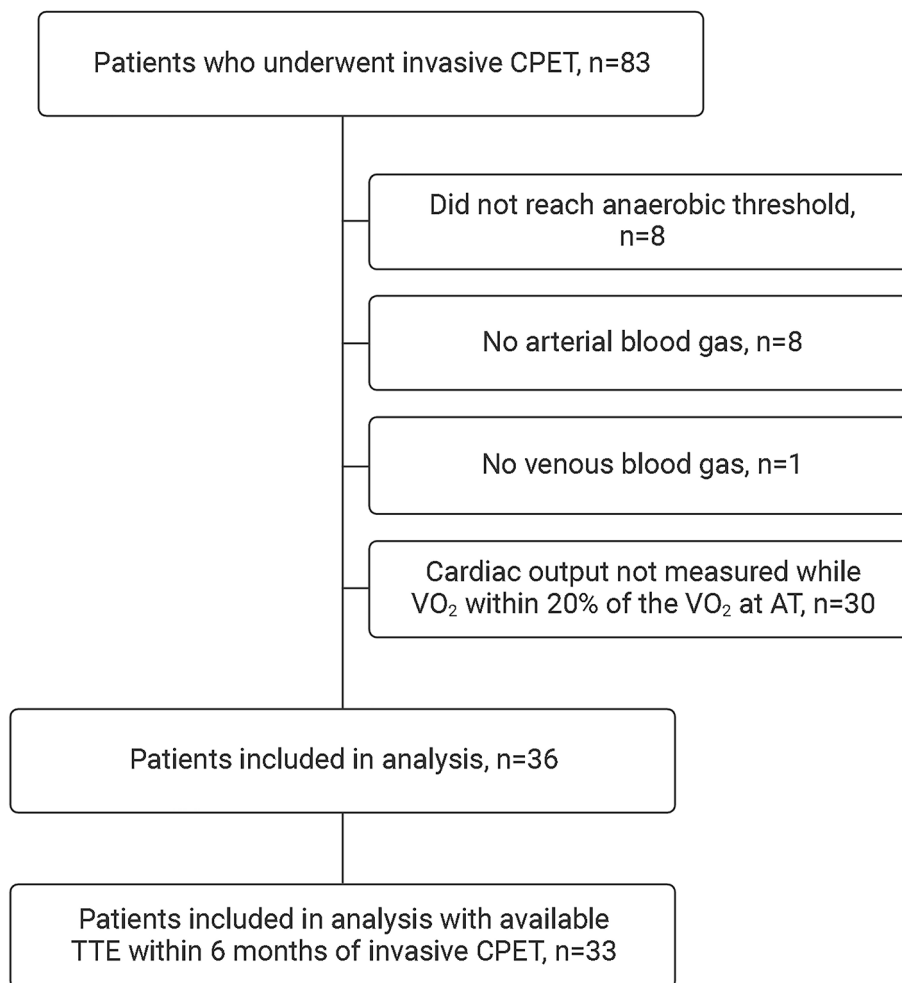 Patients who underwent invasive CPET, n=83
Did not reach anaerobic threshold,
n=8
No arterial blood gas, n=8
No venous blood gas, n=1
Cardiac output not measured while
VO₂ within 20% of the VO₂ at AT, n=30
Patients included in analysis, n=36
Patients included in analysis with available
TTE within 6 months of invasive CPET, n=33